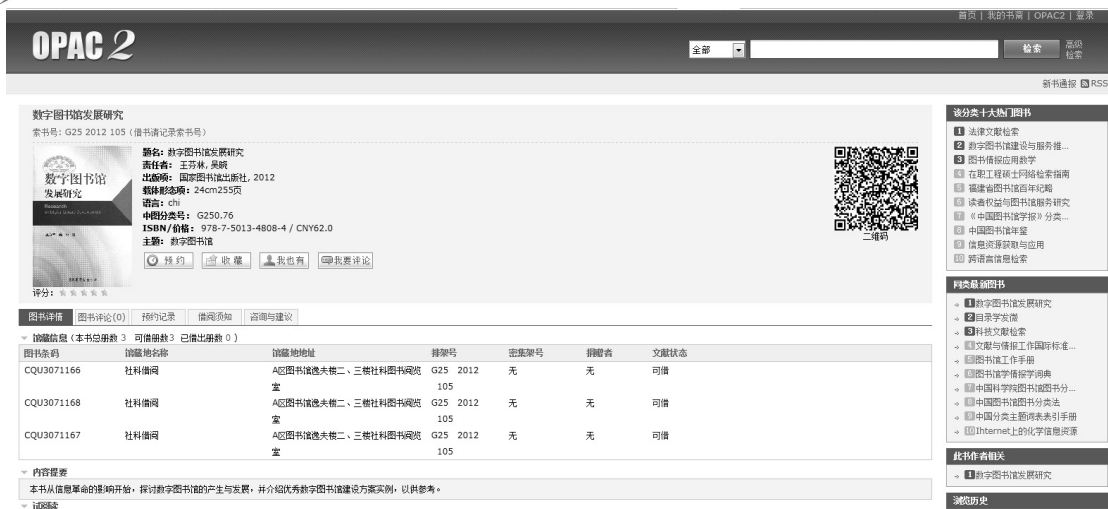 首页 | 我的书斋 | OPAC2 | 登录
OPAC 2
全部
检索
高级
检索
新书通报 RSS
数字图书馆发展研究
索书号: G25 2012 105 (借书请记录索书号)
数字图书馆
发展研究
Research
题名: 数字图书馆发展研究
责任者: 王芬林, 吴晓
出版项: 国家图书馆出版社, 2012
载体形态项: 24cm255页
语言: chi
中图分类号: G250.76
ISBN/价格: 978-7-5013-4808-4 / CNY62.0
主题: 数字图书馆
预 约
收 藏
我也有
我要评论
二维码
评分:
图书详情 图书评论(0) 预约记录 借阅须知 咨询与建议
馆藏信息 (本书总册数 3 可借册数3 已借出册数 0 )
图书条码 馆藏地名称 馆藏地地址 排架号 密集架号 捐赠者 文献状态
CQU3071166 社科借阅 A区图书馆逸夫楼二、三楼社科图书阅览 G25 2012 无 无 可借
室 105
CQU3071168 社科借阅 A区图书馆逸夫楼二、三楼社科图书阅览 G25 2012 无 无 可借
室 105
CQU3071167 社科借阅 A区图书馆逸夫楼二、三楼社科图书阅览 G25 2012 无 无 可借
室 105
内容提要
本书从信息革命的影响开始，探讨数字图书馆的产生与发展，并介绍优秀数字图书馆建设方案实例，以供参考。
试图读
该分类十大热门图书
1 法律文献检索
2 数字图书馆建设与服务推...
3 图书情报应用数学
4 在职工程硕士网络检索指南
5 福建省图书馆百年纪略
6 读者权益与图书馆服务研究
7 《中国图书馆学报》分类...
8 中国图书馆年鉴
9 信息资源获取与应用
10 跨语言信息检索
同类最新图书
1 数字图书馆发展研究
2 目录学发微
3 科技文献检索
4 文献与情报工作国际标准...
5 图书馆工作手册
6 图书馆学情报学词典
7 中国科学院图书馆图书分...
8 中国图书馆图书分类法
9 中国分类主题词表索引手册
10 Internet上的化学信息资源
此书作者相关
1 数字图书馆发展研究
浏览历史